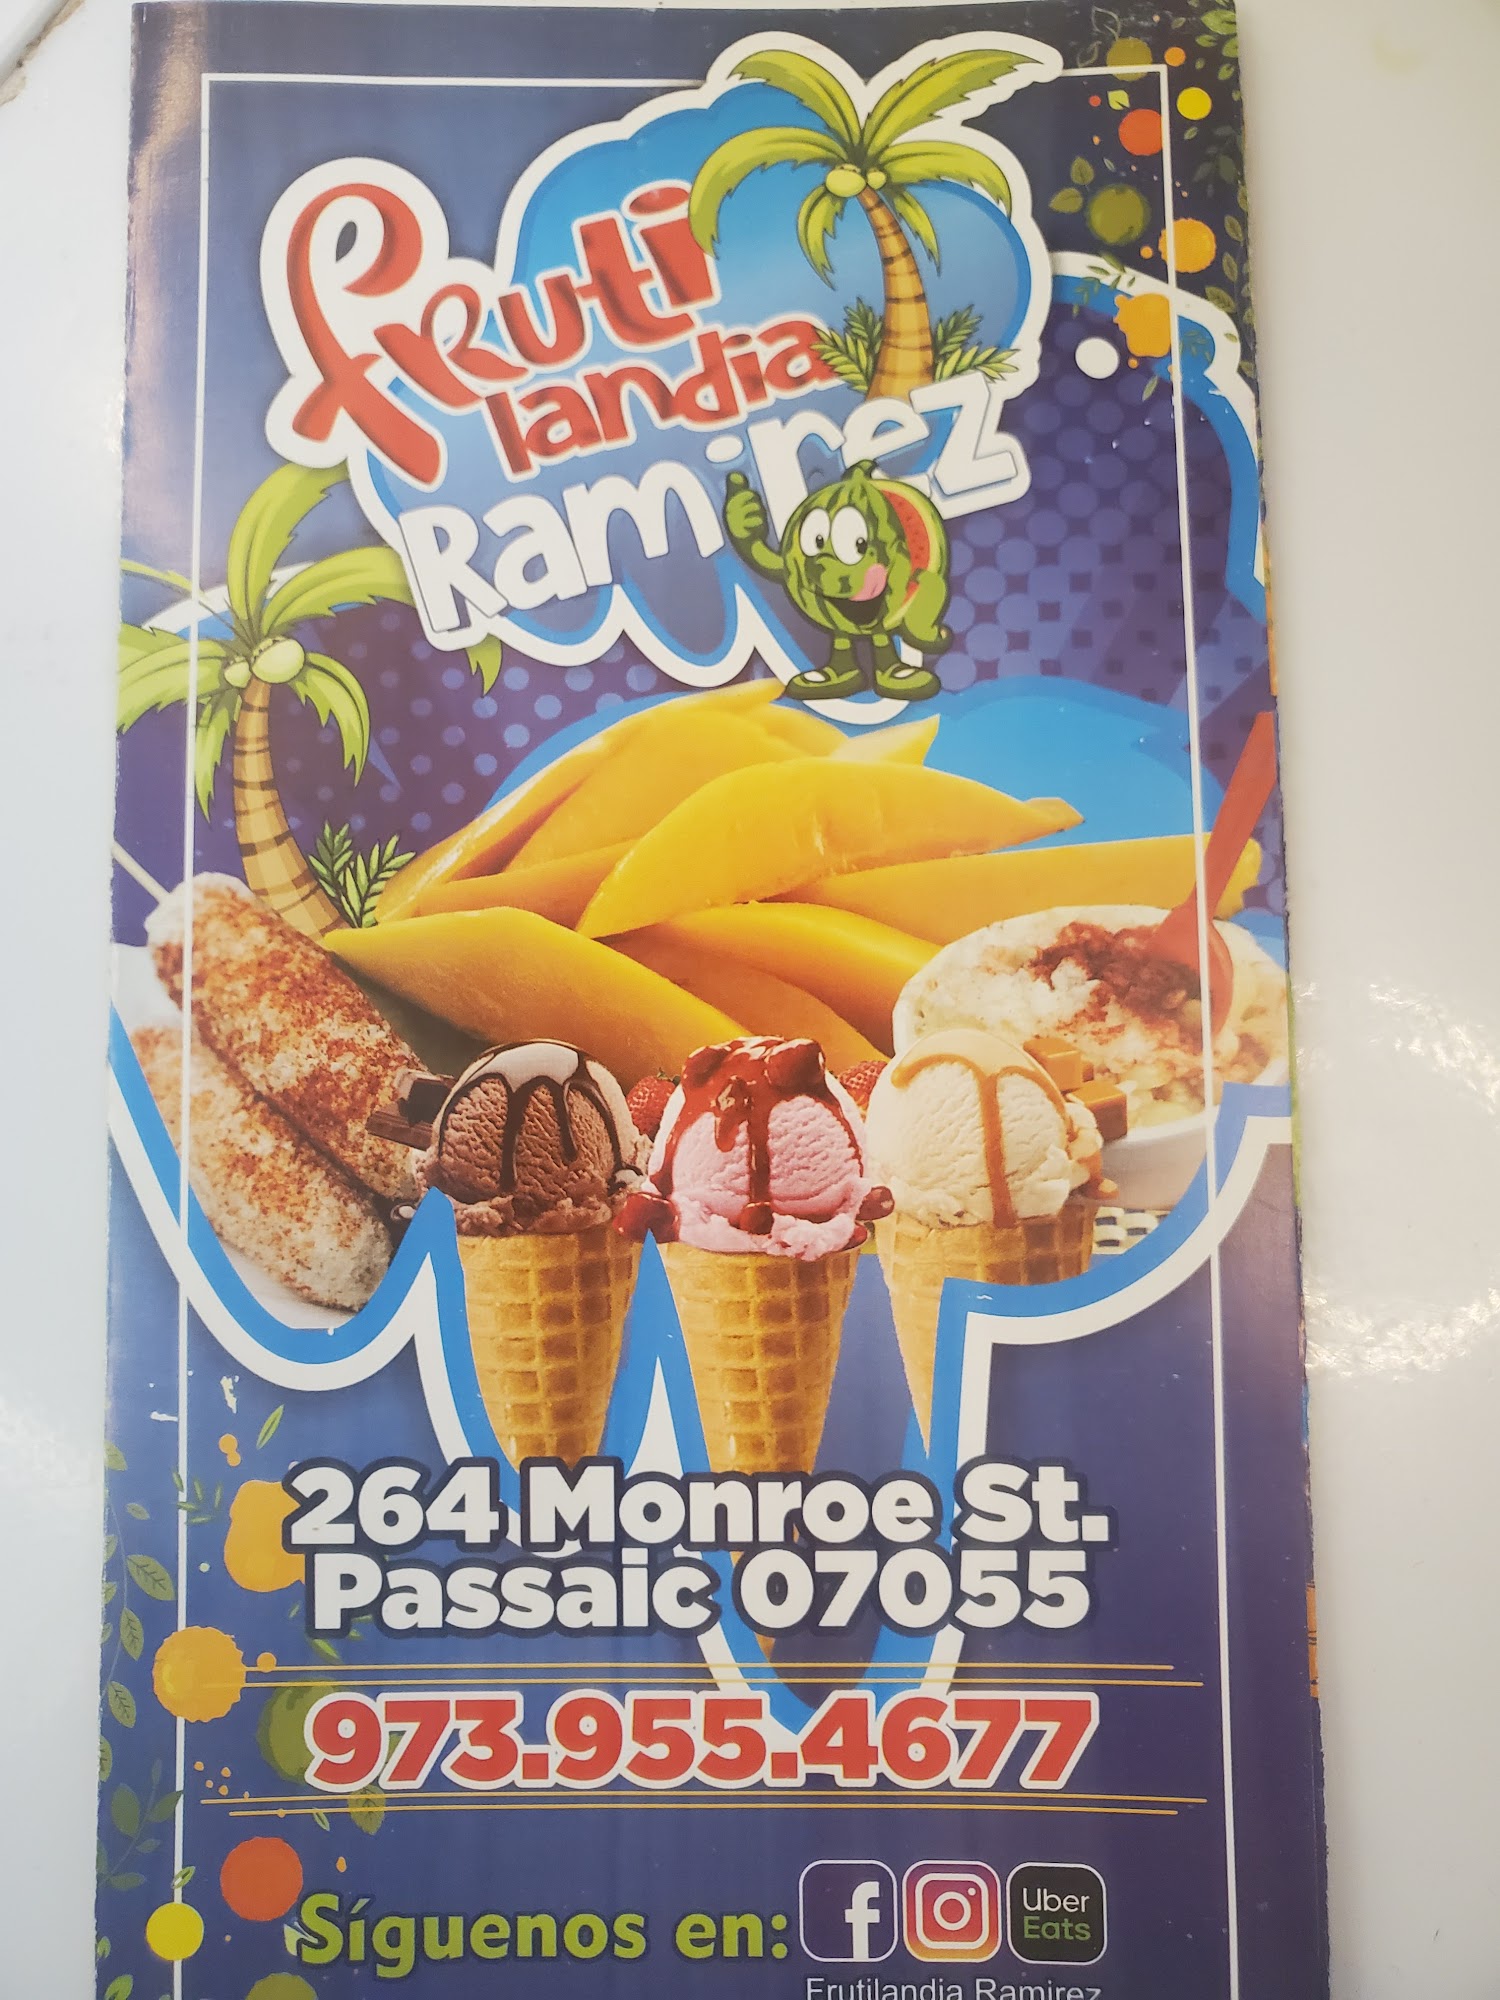 Fruti
landia
Ramirez
264 Monroe St.
Passaic 07055
973.955.4677
Síguenos en:
Uber
Eats
Frutilandia Ramirez